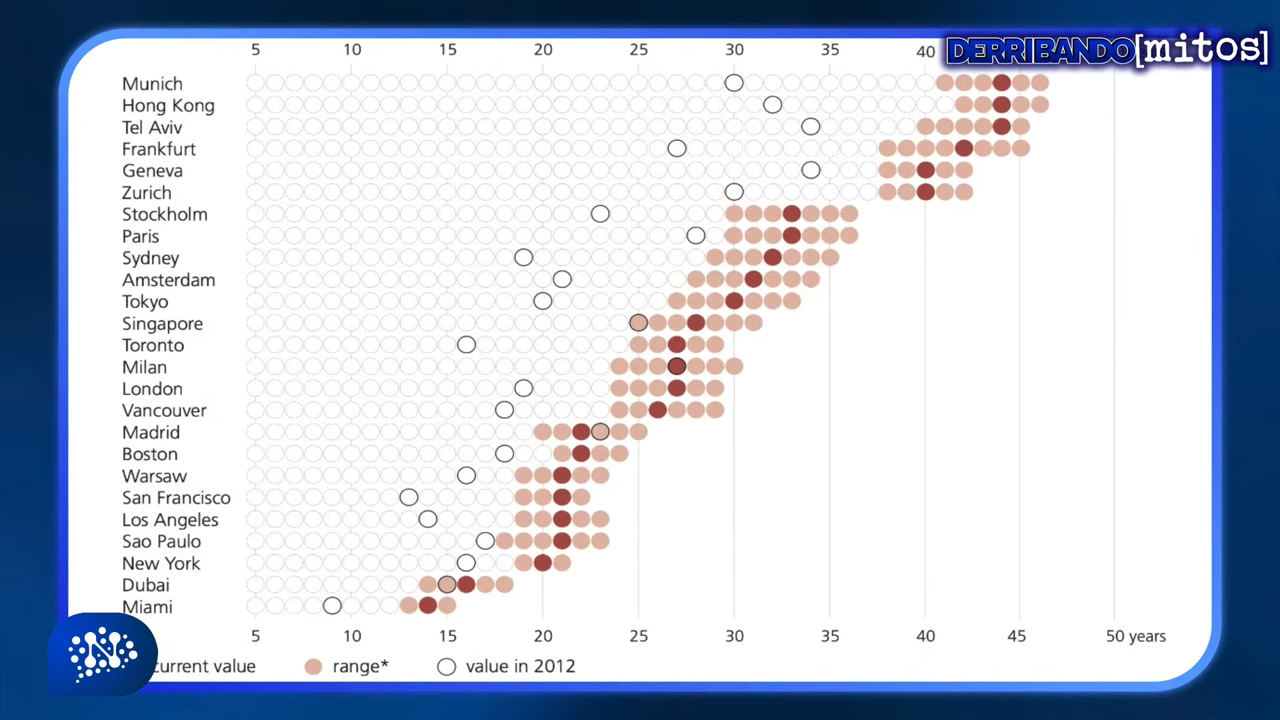 DERRIBANDO[mitos]
5 10 15 20 25 30 35 40
Munich
Hong Kong
Tel Aviv
Frankfurt
Geneva
Zurich
Stockholm
Paris
Sydney
Amsterdam
Tokyo
Singapore
Toronto
Milan
London
Vancouver
Madrid
Boston
Warsaw
San Francisco
Los Angeles
Sao Paulo
New York
Dubai
Miami
5 10 15 20 25 30 35 40 45 50 years
current value range* value in 2012